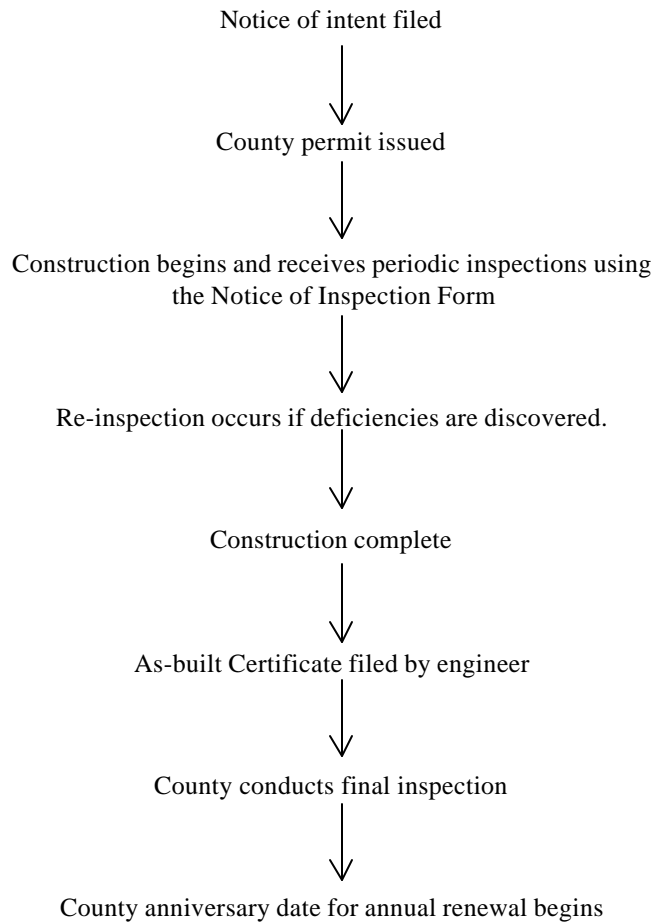 Notice of intent filed
County permit issued
Construction begins and receives periodic inspections using
the Notice of Inspection Form
Re-inspection occurs if deficiencies are discovered.
Construction complete
As-built Certificate filed by engineer
County conducts final inspection
County anniversary date for annual renewal begins